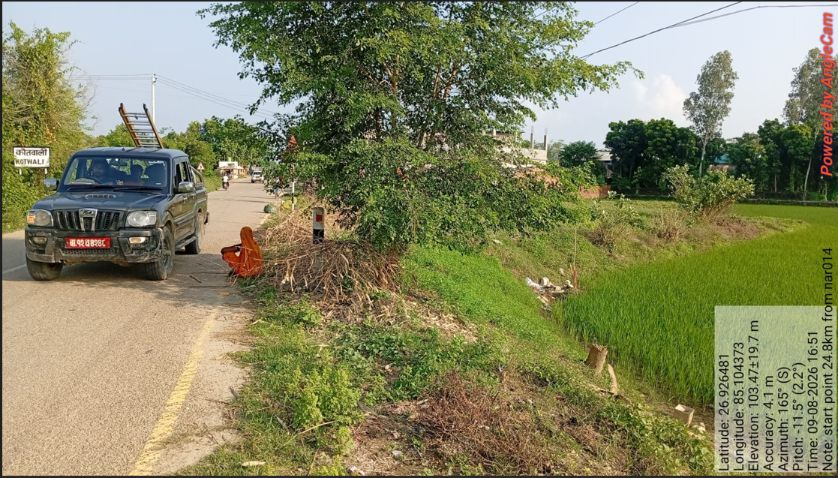 कोतवाली
KOTWALI
Powered by AngleCam
Latitude: 26.926481
Longitude: 85.104373
Elevation: 103.47±19.7 m
Accuracy: 4.1 m
Azimuth: 165° (S)
Pitch: -11.5° (2.2°)
Time: 09-08-2026 16:51
Note: start point 24.8km from nar014